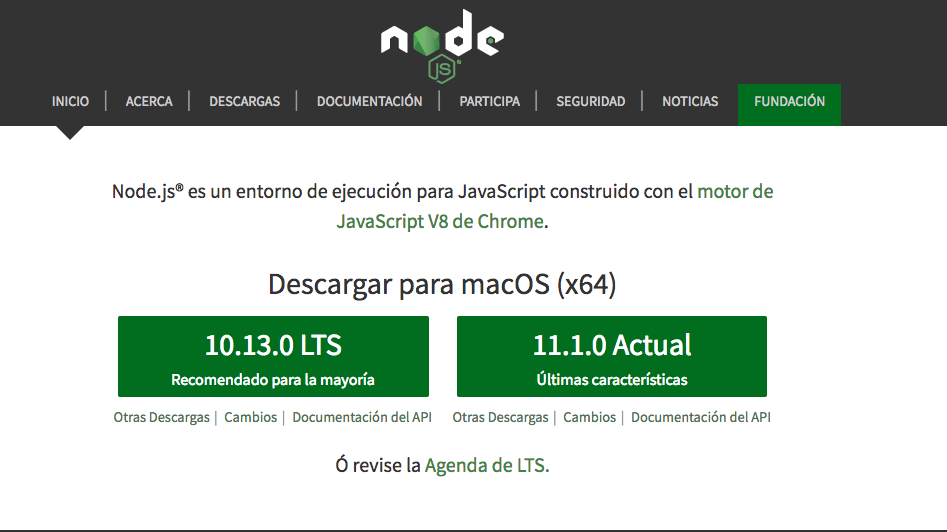 node
JS
INICIO | ACERCA | DESCARGAS | DOCUMENTACIÓN | PARTICIPA | SEGURIDAD | NOTICIAS FUNDACIÓN
Node.js® es un entorno de ejecución para JavaScript construido con el motor de
JavaScript V8 de Chrome.
Descargar para macOS (x64)
10.13.0 LTS 11.1.0 Actual
Recomendado para la mayoría Últimas características
Otras Descargas | Cambios | Documentación del API Otras Descargas | Cambios | Documentación del API
Ó revise la Agenda de LTS.